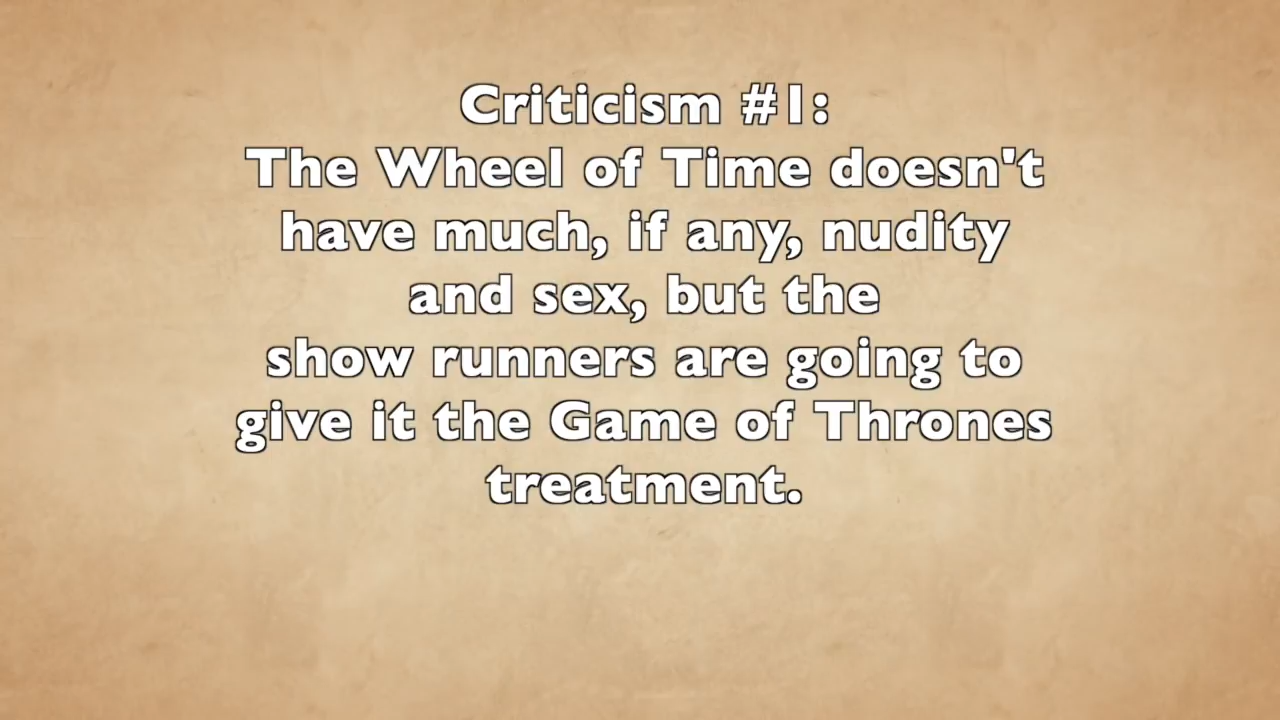 Criticism #1:
The Wheel of Time doesn't
have much, if any, nudity
and sex, but the
show runners are going to
give it the Game of Thrones
treatment.